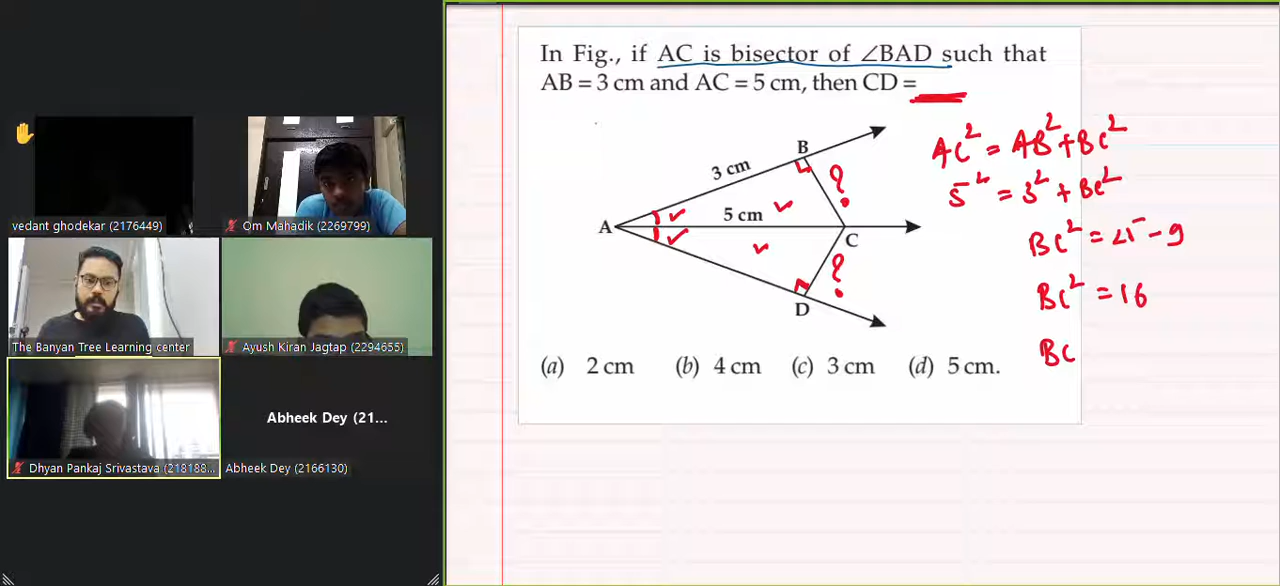 vedant ghodekar (2176449)
Om Mahadik (2269799)
The Banyan Tree Learning center
Ayush Kiran Jagtap (2294655)
Abheek Dey (21...
Dhyan Pankaj Srivastava (218188...
Abheek Dey (2166130)
In Fig., if AC is bisector of ∠BAD such that
AB = 3 cm and AC = 5 cm, then CD =
B
3 cm
?
5 cm
A
C
?
D
(a) 2 cm (b) 4 cm (c) 3 cm (d) 5 cm.
AC² = AB² + BC²
5² = 3² + BC²
BC² = 25 - 9
BC² = 16
BC